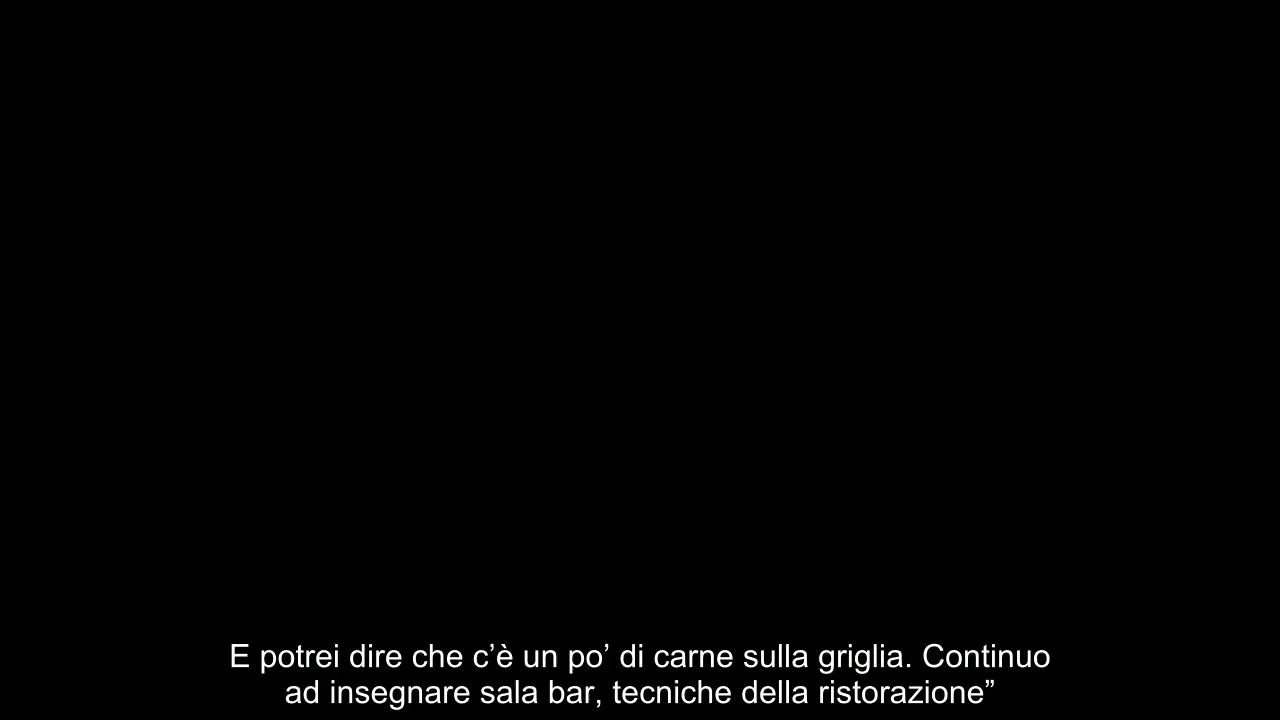 E potrei dire che c’è un po’ di carne sulla griglia. Continuo
ad insegnare sala bar, tecniche della ristorazione”